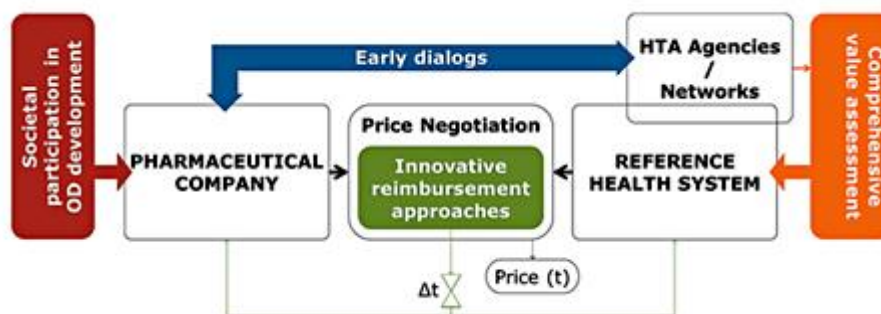 Societal
participation in
OD development
Early dialogs
HTA Agencies
/
Networks
Comprehensive
value assessment
PHARMACEUTICAL
COMPANY
Price Negotiation
Innovative
reimbursement
approaches
REFERENCE
HEALTH SYSTEM
Δt
Price (t)